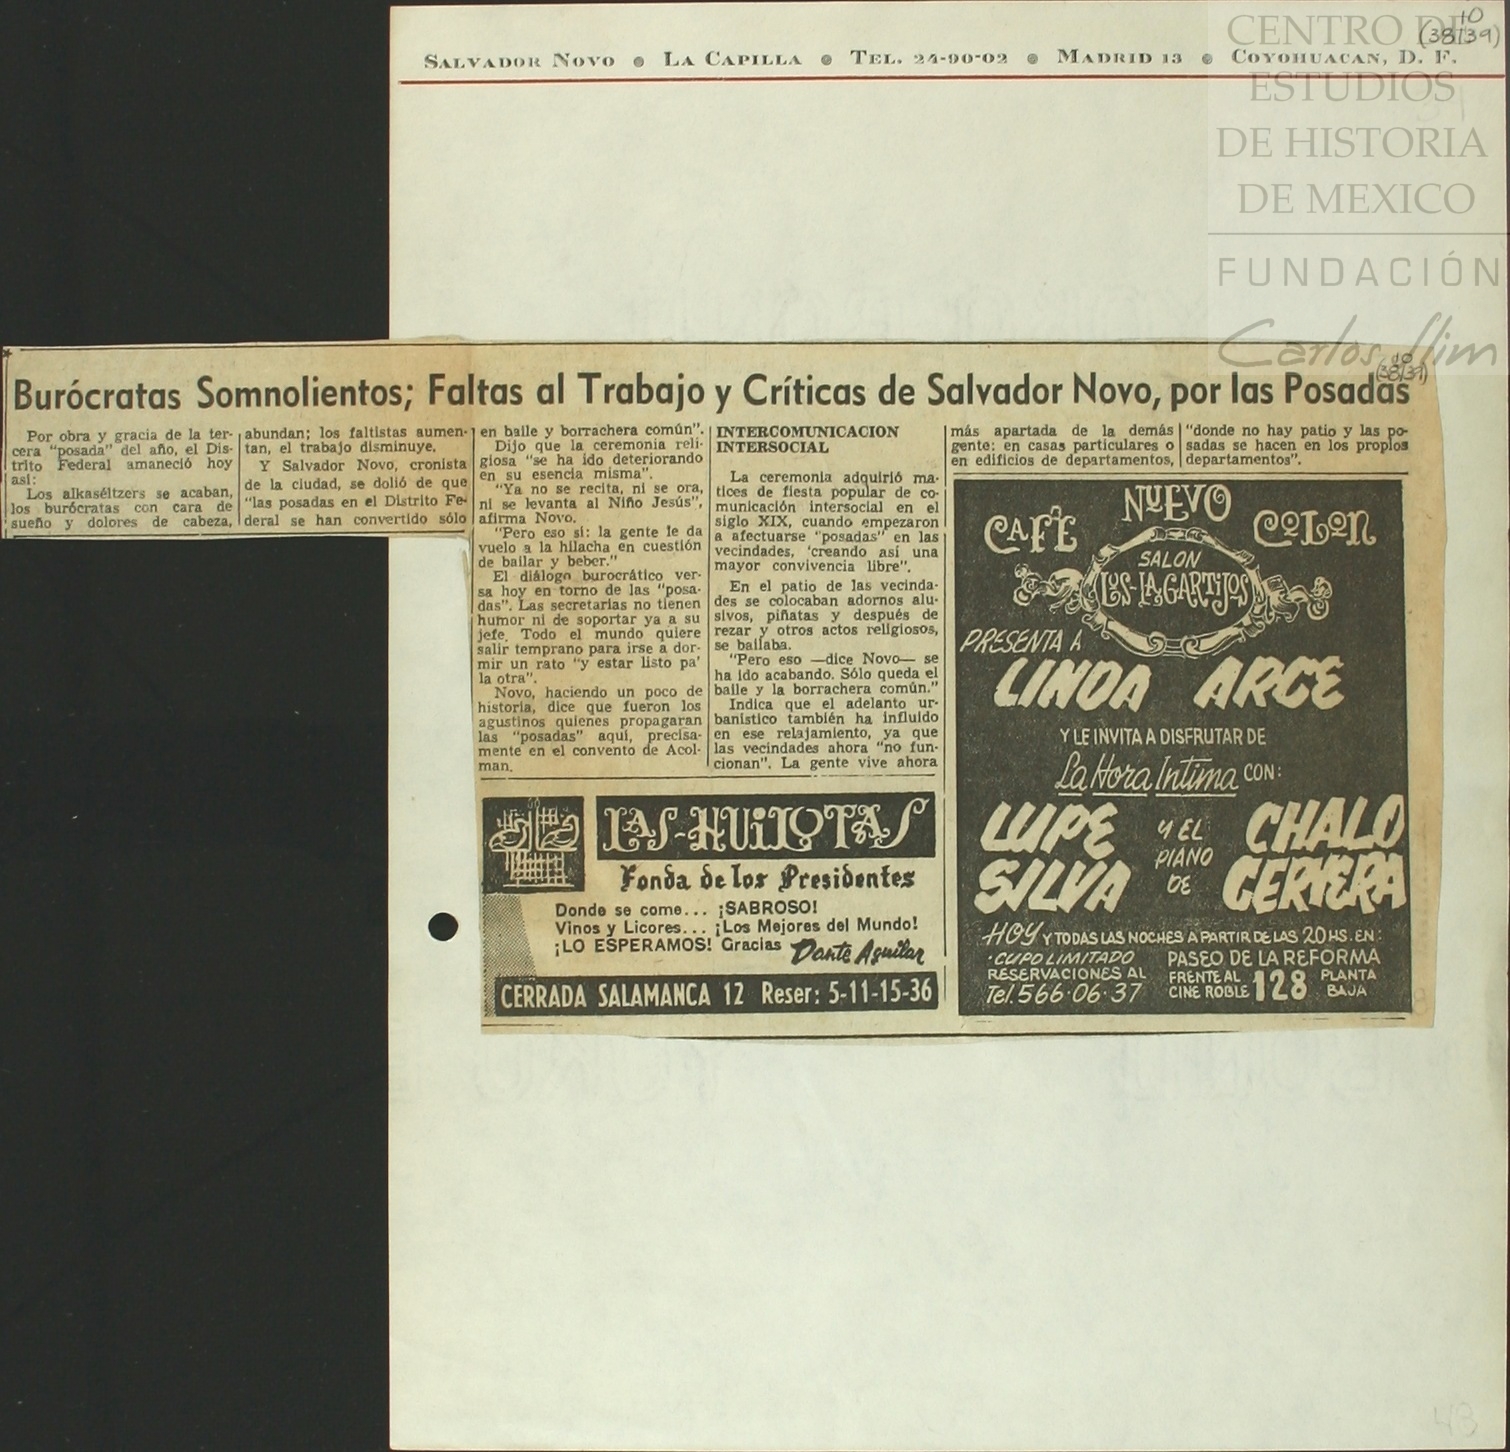 10
(38139)
SALVADOR NOVO • LA CAPILLA • TEL. 24-90-02 • MADRID 13 • COYOHUACAN, D. F.
CENTRO DE
ESTUDIOS
DE HISTORIA
DE MEXICO
FUNDACIÓN
Carlos Slim
10
(38139)
Burócratas Somnolientos; Faltas al Trabajo y Críticas de Salvador Novo, por las Posadas
Por obra y gracia de la ter-
cera "posada" del año, el Dis-
trito Federal amaneció hoy
así:
Los alkaséltzers se acaban,
los burócratas con cara de
sueño y dolores de cabeza,
abundan; los faltistas aumen-
tan, el trabajo disminuye.
Y Salvador Novo, cronista
de la ciudad, se dolió de que
"las posadas en el Distrito Fe-
deral se han convertido sólo
en baile y borrachera común".
Dijo que la ceremonia reli-
giosa "se ha ido deteriorando
en su esencia misma".
"Ya no se recita, ni se ora,
ni se levanta al Niño Jesús",
afirma Novo.
"Pero eso sí: la gente le da
vuelo a la hilacha en cuestión
de bailar y beber."
El diálogo burocrático ver-
sa hoy en torno de las "posa-
das". Las secretarias no tienen
humor ni de soportar ya a su
jefe. Todo el mundo quiere
salir temprano para irse a dor-
mir un rato "y estar listo pa'
la otra".
Novo, haciendo un poco de
historia, dice que fueron los
agustinos quienes propagaran
las "posadas" aquí, precisa-
mente en el convento de Acol-
man.
INTERCOMUNICACION
INTERSOCIAL
La ceremonia adquirió ma-
tices de fiesta popular de co-
municación intersocial en el
siglo XIX, cuando empezaron
a afectuarse "posadas" en las
vecindades, 'creando así una
mayor convivencia libre".
En el patio de las vecinda-
des se colocaban adornos alu-
sivos, piñatas y después de
rezar y otros actos religiosos,
se bailaba.
"Pero eso —dice Novo— se
ha ido acabando. Sólo queda el
baile y la borrachera común."
Indica que el adelanto ur-
banístico también ha influido
en ese relajamiento, ya que
las vecindades ahora "no fun-
cionan". La gente vive ahora
más apartada de la demás
gente: en casas particulares o
en edificios de departamentos,
"donde no hay patio y las po-
sadas se hacen en los propios
departamentos".
LAS-HUILOTAS
Fonda de los Presidentes
Donde se come... ¡SABROSO!
Vinos y Licores... ¡Los Mejores del Mundo!
¡LO ESPERAMOS! Gracias Dante Aguilar
CERRADA SALAMANCA 12 Reser: 5-11-15-36
CAFE NUEVO COLON
SALON
LOS-LAGARTIJOS
PRESENTA A
LINDA ARCE
Y LE INVITA A DISFRUTAR DE
La Hora Intima CON:
LUPE
SILVA
Y EL
PIANO
DE
CHALO
CERVERA
HOY Y TODAS LAS NOCHES A PARTIR DE LAS 20 HS. EN:
·CUPO LIMITADO
RESERVACIONES AL
Tel. 566·06·37
PASEO DE LA REFORMA
FRENTE AL
CINE ROBLE 128 PLANTA
BAJA
43